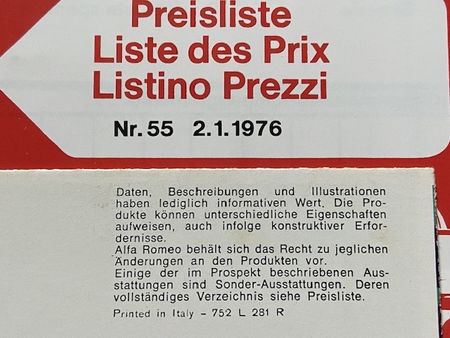 Preisliste
Liste des Prix
Listino Prezzi
Nr. 55 2.1.1976
Daten, Beschreibungen und Illustrationen
haben lediglich informativen Wert. Die Pro-
dukte können unterschiedliche Eigenschaften
aufweisen, auch infolge konstruktiver Erfor-
dernisse.
Alfa Romeo behält sich das Recht zu jeglichen
Änderungen an den Produkten vor.
Einige der im Prospekt beschriebenen Aus-
stattungen sind Sonder-Ausstattungen. Deren
vollständiges Verzeichnis siehe Preisliste.
Printed in Italy - 752 L 281 R